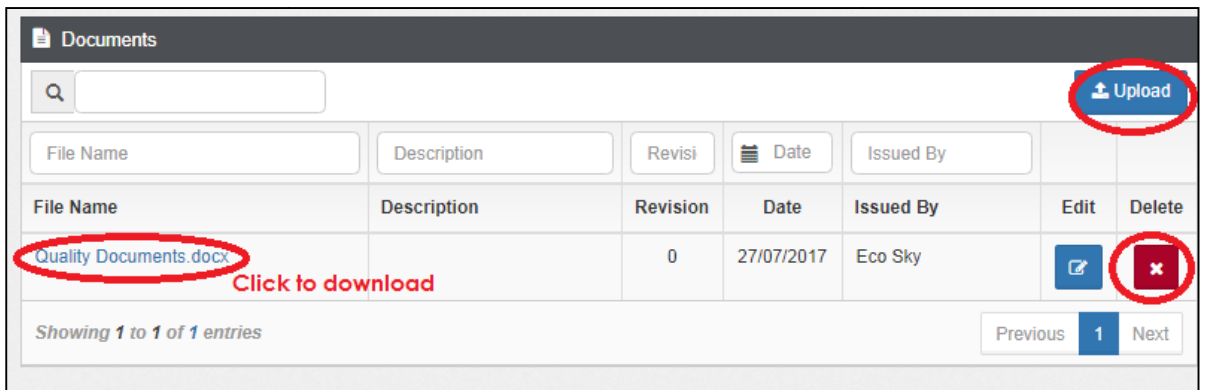 Documents
Upload
File Name Description Revisi Date Issued By
File Name Description Revision Date Issued By Edit Delete
Quality Documents.docx 0 27/07/2017 Eco Sky
Click to download
Showing 1 to 1 of 1 entries Previous 1 Next